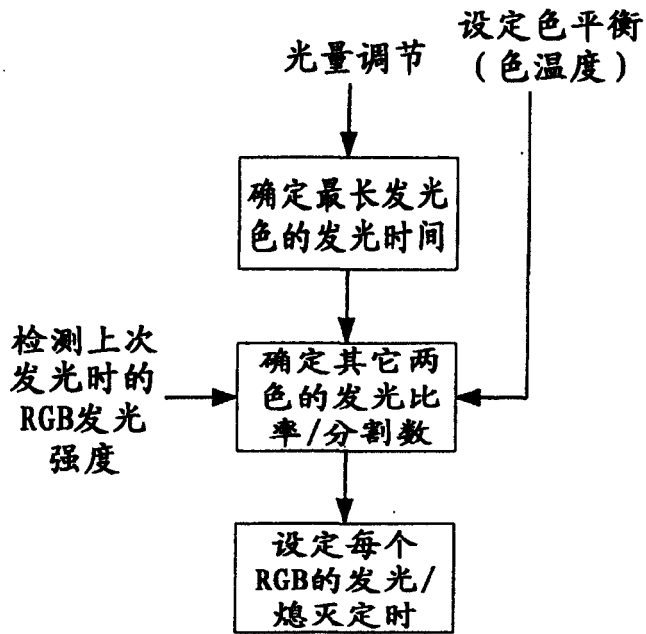 光量调节
设定色平衡
（色温度）
确定最长发光
色的发光时间
检测上次
发光时的
RGB发光
强度
确定其它两
色的发光比
率/分割数
设定每个
RGB的发光/
熄灭定时